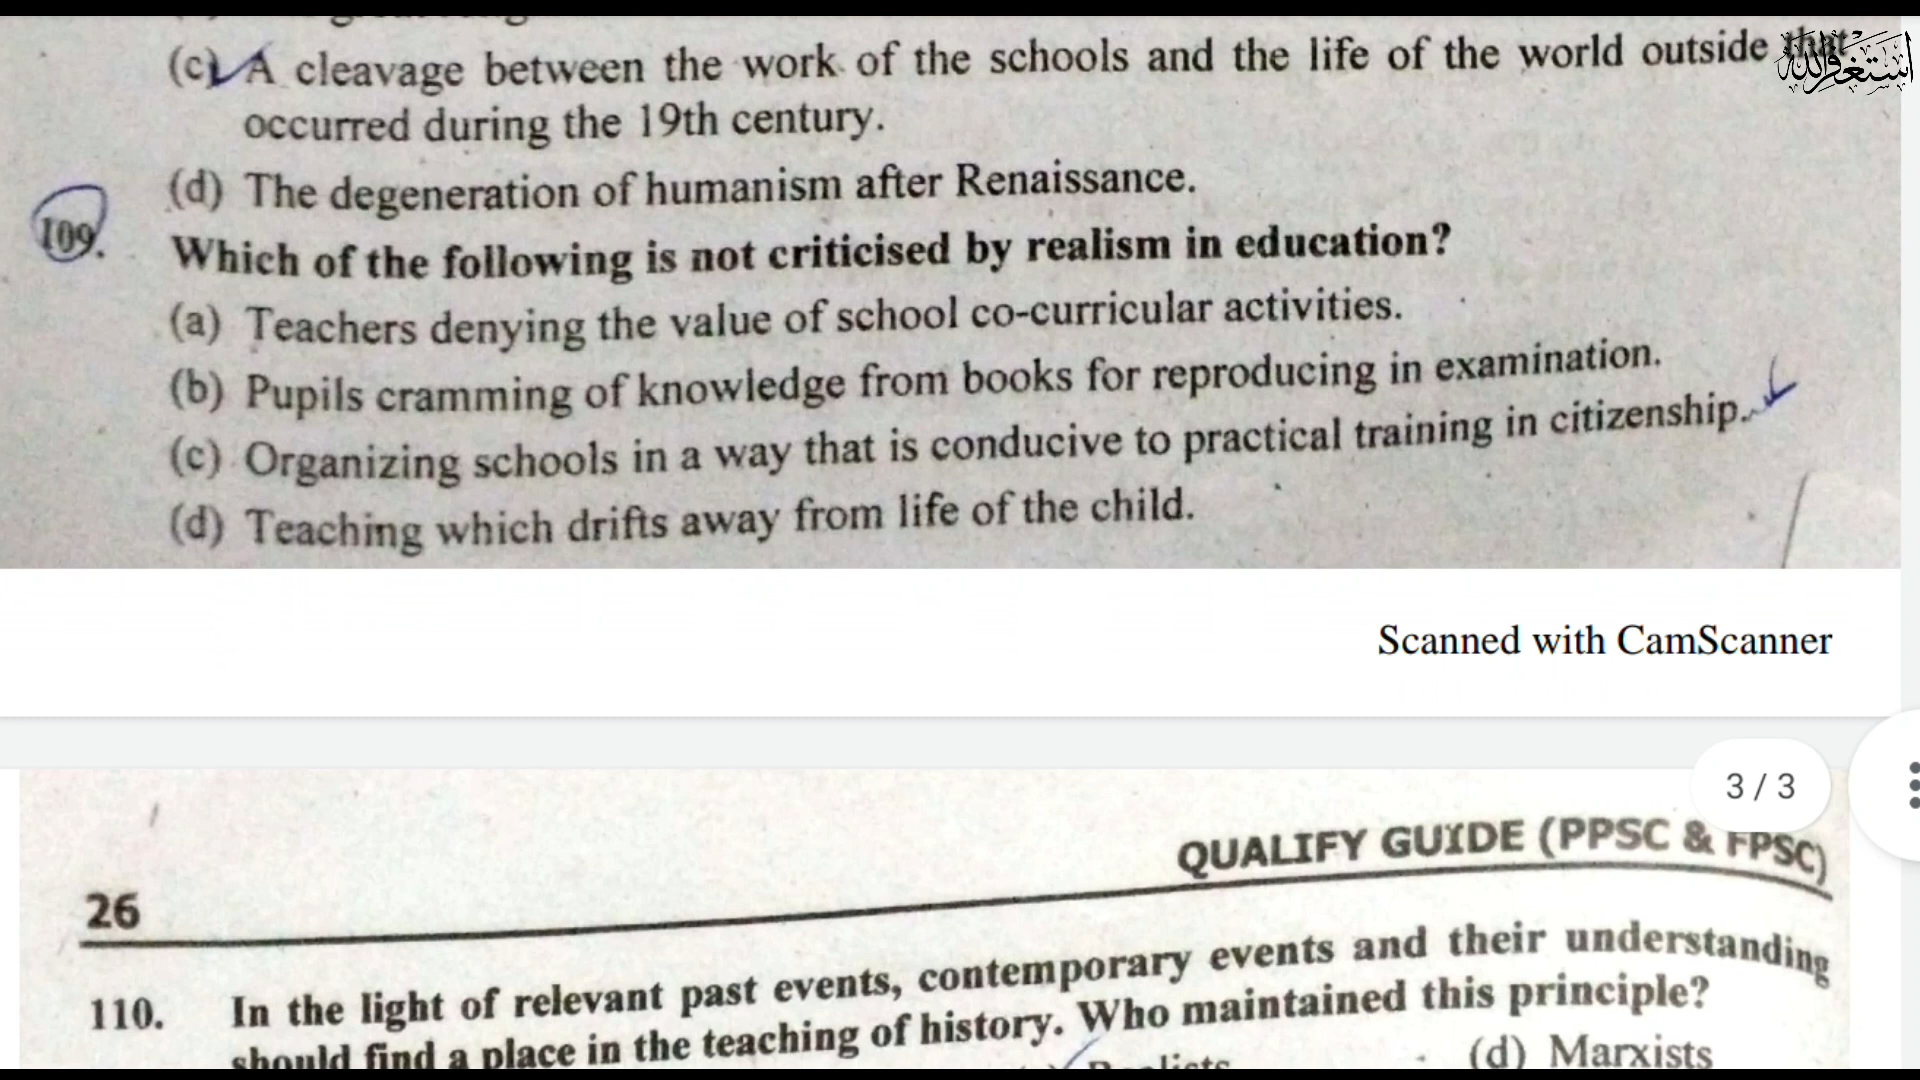 (c) A cleavage between the work of the schools and the life of the world outside
استغفرالله
occurred during the 19th century.
(d) The degeneration of humanism after Renaissance.
109. Which of the following is not criticised by realism in education?
(a) Teachers denying the value of school co-curricular activities.
(b) Pupils cramming of knowledge from books for reproducing in examination.
(c) Organizing schools in a way that is conducive to practical training in citizenship.
(d) Teaching which drifts away from life of the child.
Scanned with CamScanner
3 / 3
QUALIFY GUIDE (PPSC & FPSC)
26
110. In the light of relevant past events, contemporary events and their understanding
should find a place in the teaching of history. Who maintained this principle?
(d) Marxists